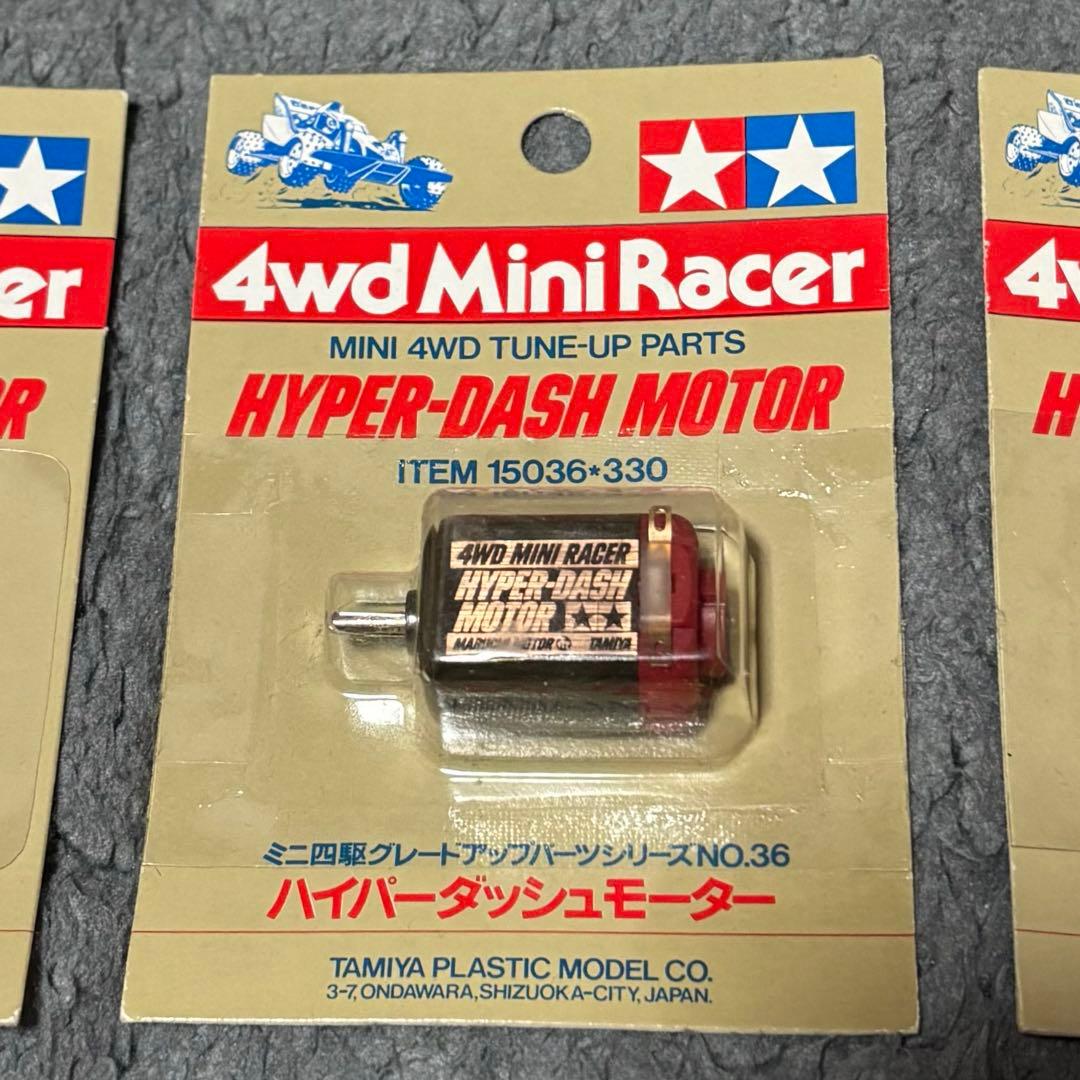 4wd Mini Racer
MINI 4WD TUNE-UP PARTS
HYPER-DASH MOTOR
ITEM 15036*330
4WD MINI RACER
HYPER-DASH
MOTOR
MABUCHI MOTOR TAMIYA
ミニ四駆グレードアップパーツシリーズNO.36
ハイパーダッシュモーター
TAMIYA PLASTIC MODEL CO.
3-7, ONDAWARA, SHIZUOKA-CITY, JAPAN.
er
OR
4w
H